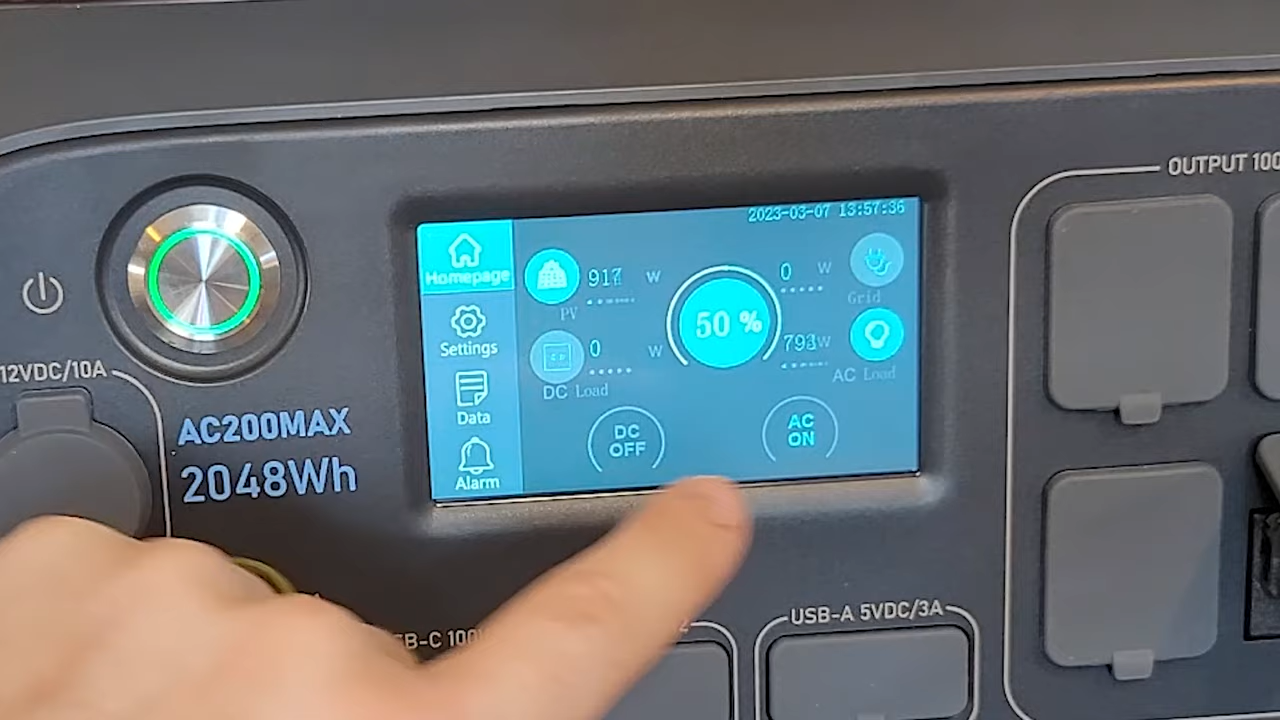 OUTPUT 100
2023-03-07 13:57:36
Homepage
W
PV
0 W
Grid
50 %
Settings
0 W
DC Load
W
AC Load
12VDC/10A
Data
DC
OFF
AC
ON
AC200MAX
2048Wh
Alarm
USB-A 5VDC/3A